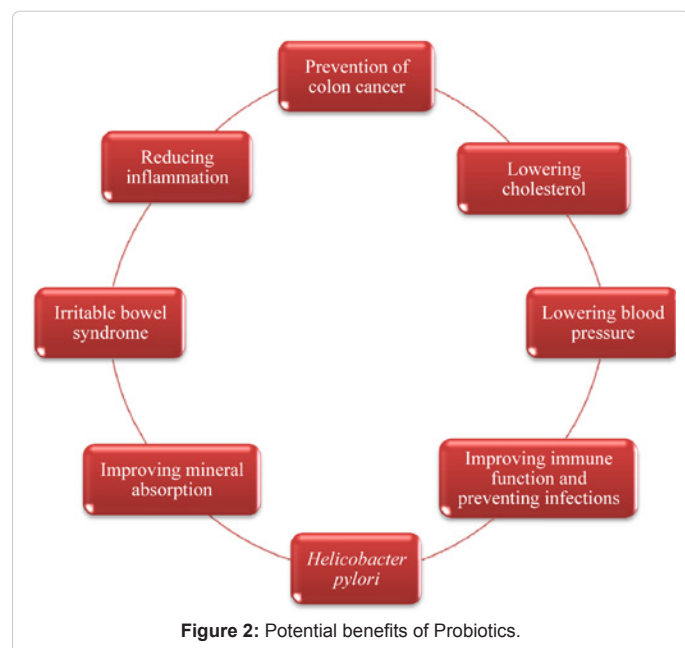 Prevention of
colon cancer
Lowering
cholesterol
Lowering blood
pressure
Improving immune
function and
preventing infections
Helicobacter
pylori
Improving mineral
absorption
Irritable bowel
syndrome
Reducing
inflammation
Figure 2: Potential benefits of Probiotics.